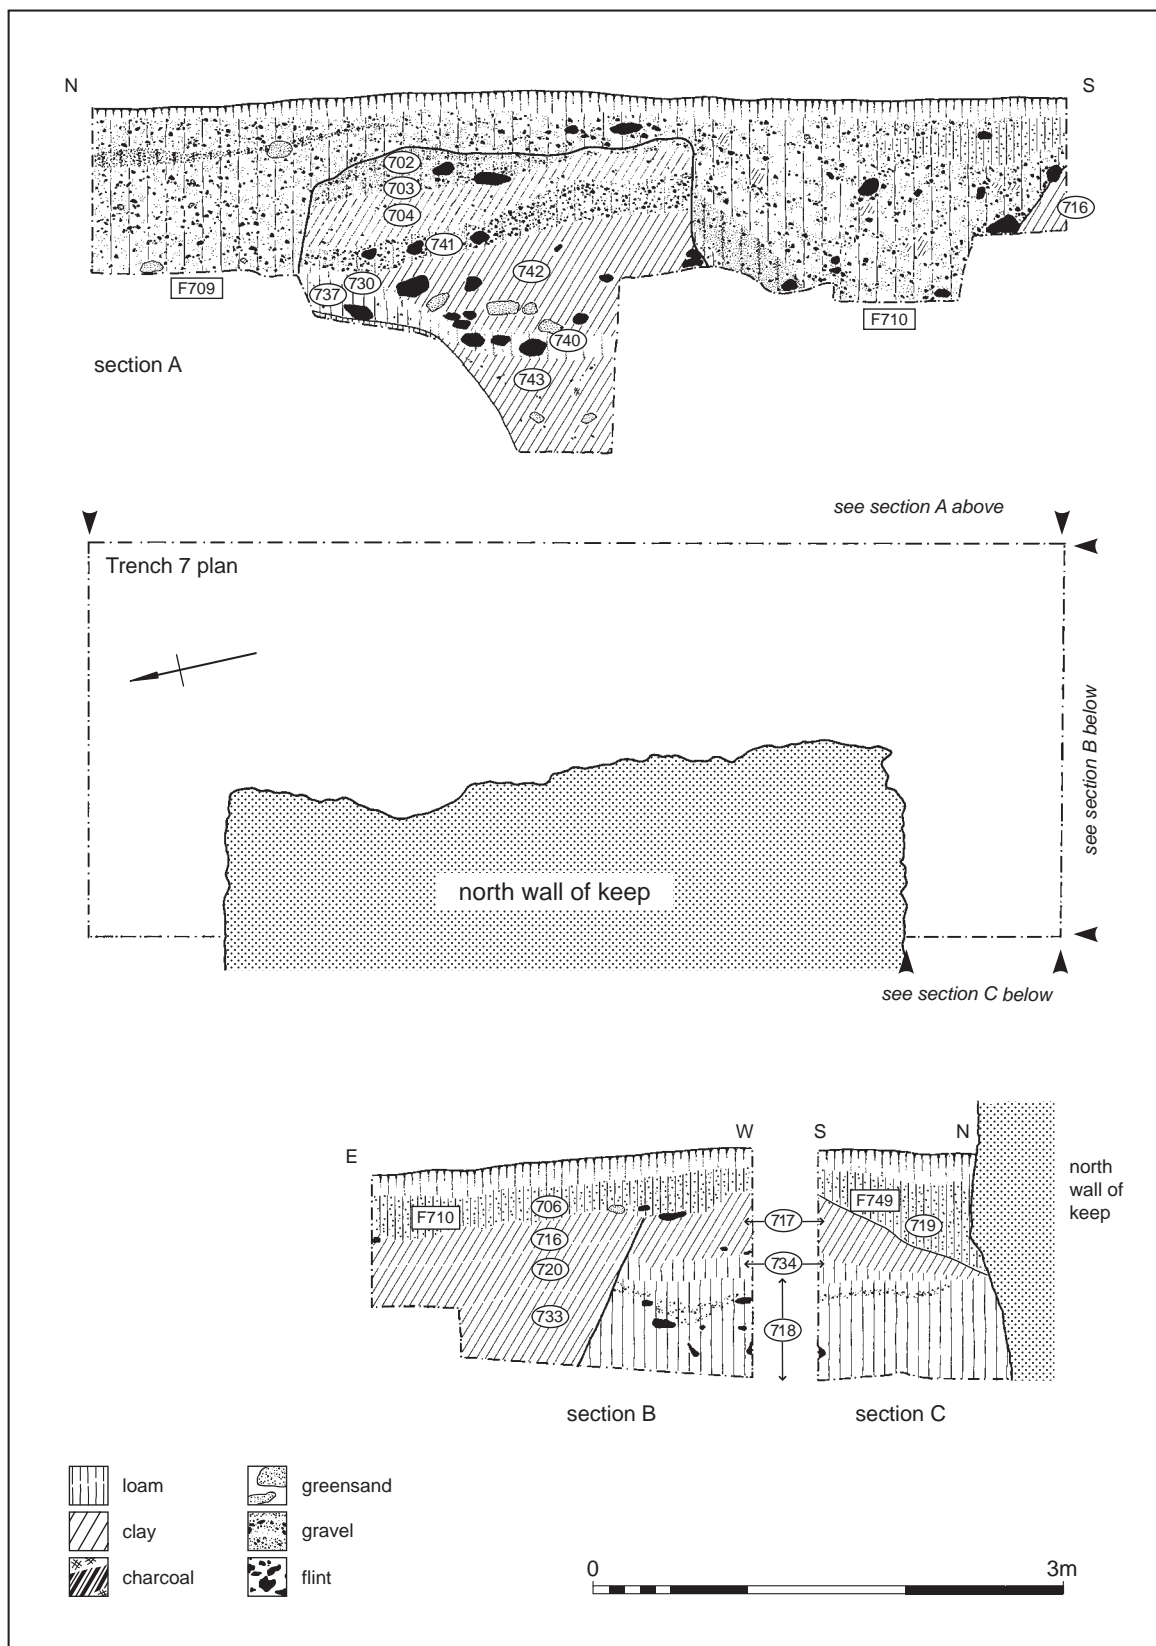 N
S
702
703
704
716
741
742
730
737
F709
F710
740
section A
743
see section A above
Trench 7 plan
see section B below
north wall of keep
see section C below
E
W
S
N
north
wall of
keep
706
F749
F710
717
719
716
720
734
733
718
section B
section C
loam
greensand
clay
gravel
charcoal
flint
0
3m